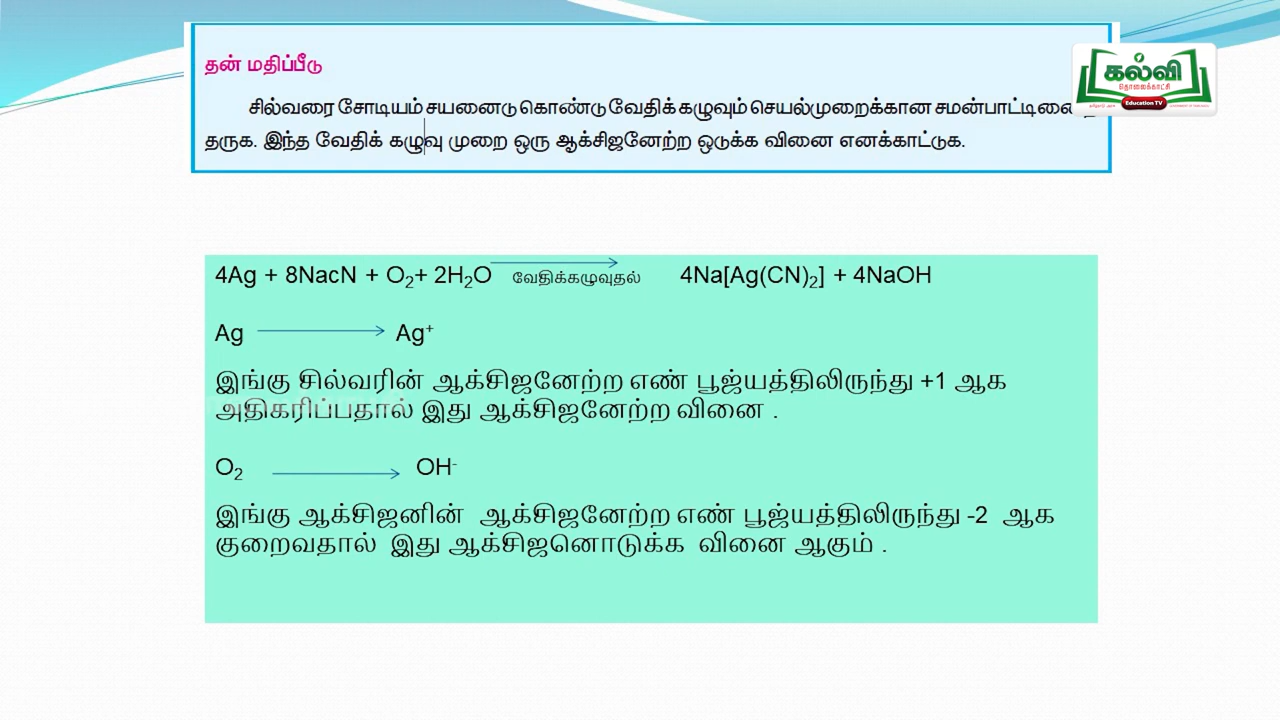 தன் மதிப்பீடு
கல்வி
தொலைக்காட்சி
Education TV
சில்வரை சோடியம் சயனைடு கொண்டு வேதிக் கழுவும் செயல்முறைக்கான சமன்பாட்டினை
தருக. இந்த வேதிக் கழுவு முறை ஒரு ஆக்சிஜனேற்ற ஒடுக்க வினை எனக்காட்டுக.
4Ag + 8NacN + O₂+ 2H₂O வேதிக்கழுவுதல் 4Na[Ag(CN)₂] + 4NaOH
Ag → Ag⁺
இங்கு சில்வரின் ஆக்சிஜனேற்ற எண் பூஜ்யத்திலிருந்து +1 ஆக
அதிகரிப்பதால் இது ஆக்சிஜனேற்ற வினை .
O₂ → OH⁻
இங்கு ஆக்சிஜனின் ஆக்சிஜனேற்ற எண் பூஜ்யத்திலிருந்து -2 ஆக
குறைவதால் இது ஆக்சிஜனொடுக்க வினை ஆகும் .